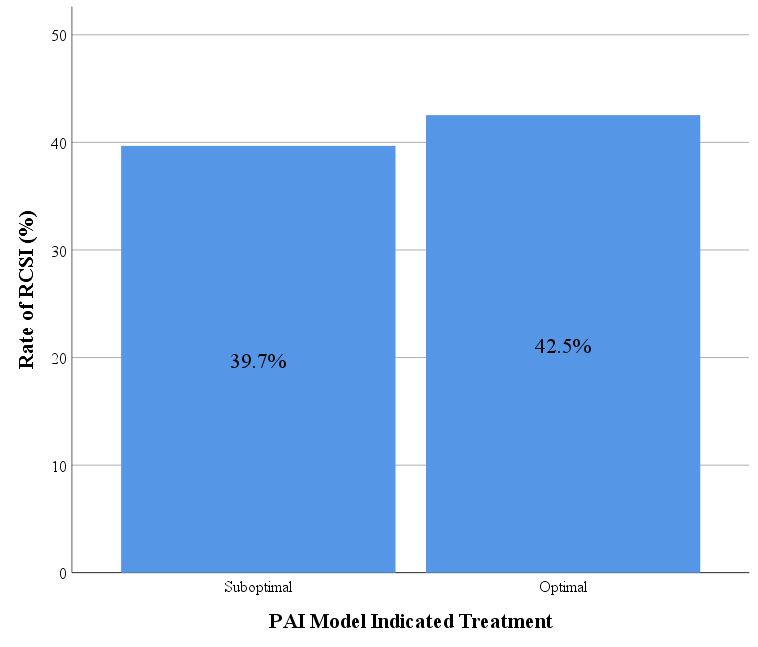 50
40
30
20
10
0
Rate of RCSI (%)
39.7%
42.5%
Suboptimal
Optimal
PAI Model Indicated Treatment